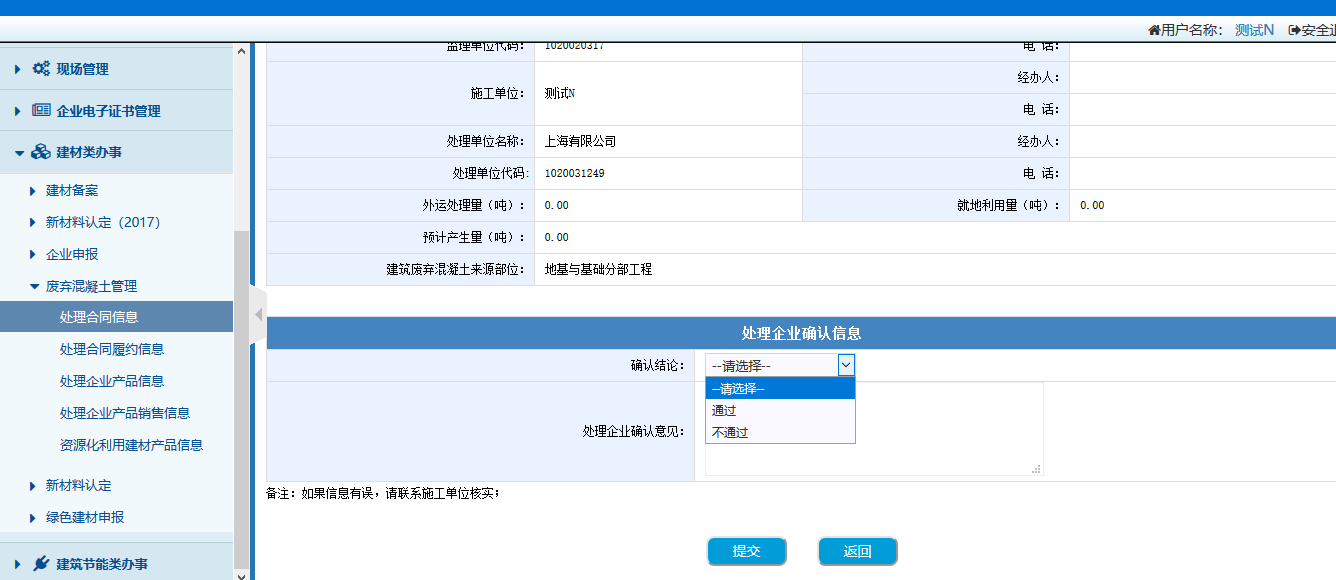 用户名称： 测试N 安全退
现场管理
企业电子证书管理
建材类办事
建材备案
新材料认定（2017）
企业申报
废弃混凝土管理
处理合同信息
处理合同履约信息
处理企业产品信息
处理企业产品销售信息
资源化利用建材产品信息
新材料认定
绿色建材申报
建筑节能类办事
监理单位代码： 1020020317 电 话：
施工单位： 测试N 经办人：
电 话：
处理单位名称： 上海有限公司 经办人：
处理单位代码: 1020031249 电 话：
外运处理量（吨）： 0.00 就地利用量（吨）： 0.00
预计产生量（吨）： 0.00
建筑废弃混凝土来源部位: 地基与基础分部工程
处理企业确认信息
确认结论： --请选择--
--请选择--
通过
不通过
处理企业确认意见：
备注：如果信息有误，请联系施工单位核实；
提交 返回